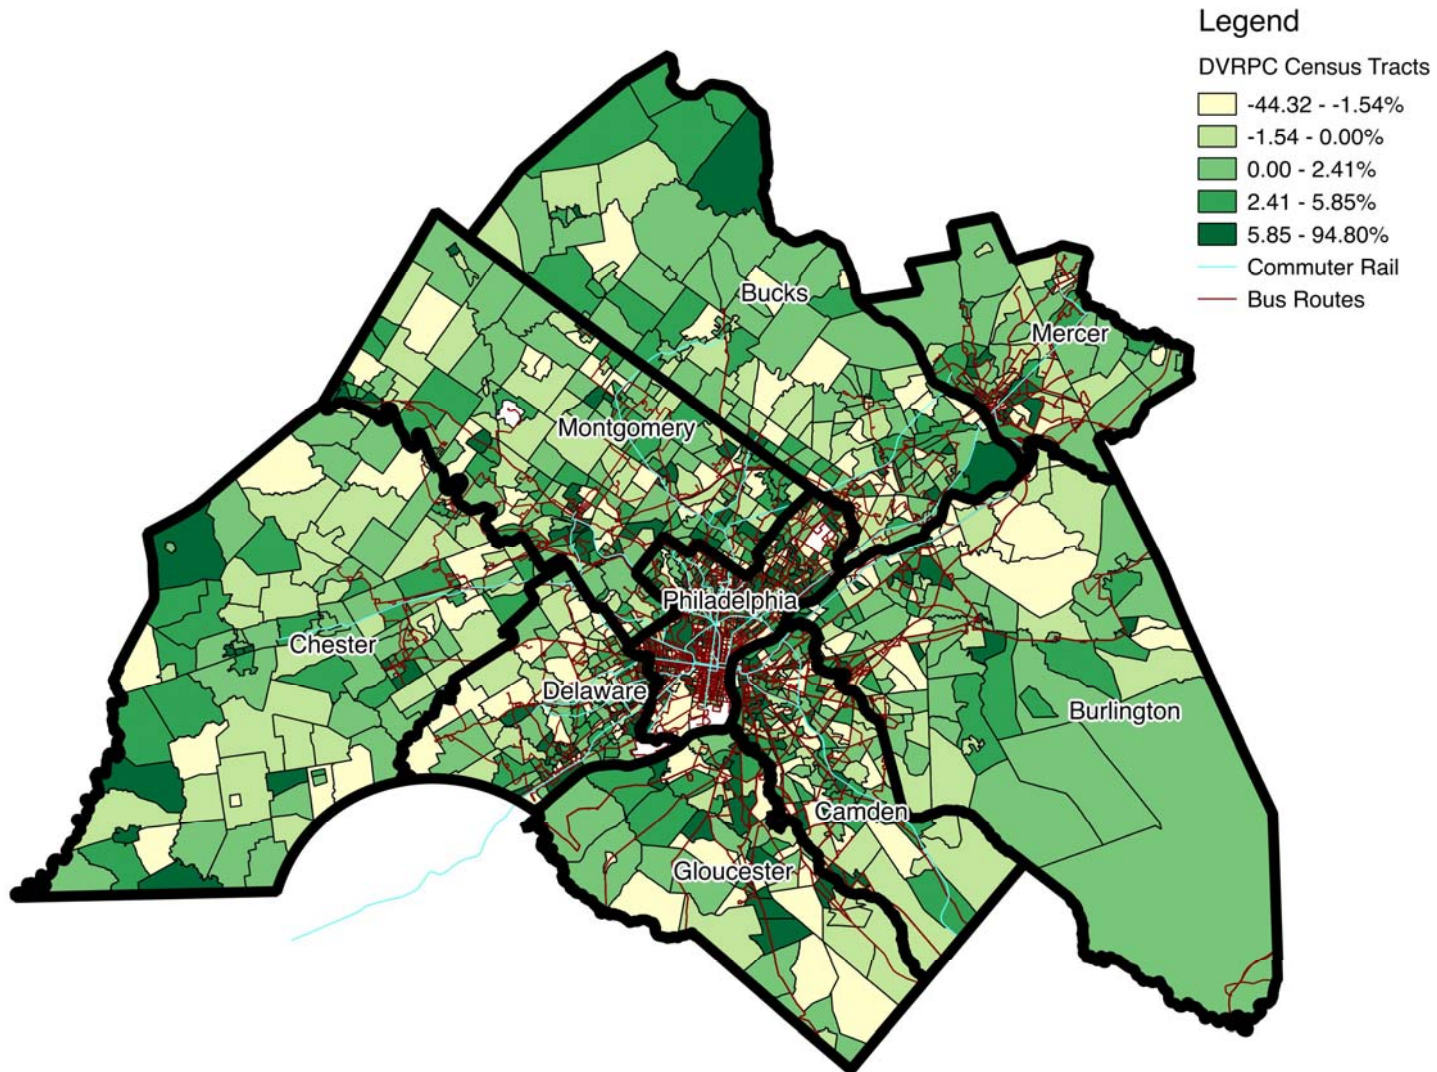 Legend
DVRPC Census Tracts
-44.32 - -1.54%
-1.54 - 0.00%
0.00 - 2.41%
2.41 - 5.85%
5.85 - 94.80%
Commuter Rail
Bus Routes
Bucks
Mercer
Montgomery
Philadelphia
Chester
Delaware
Burlington
Camden
Gloucester